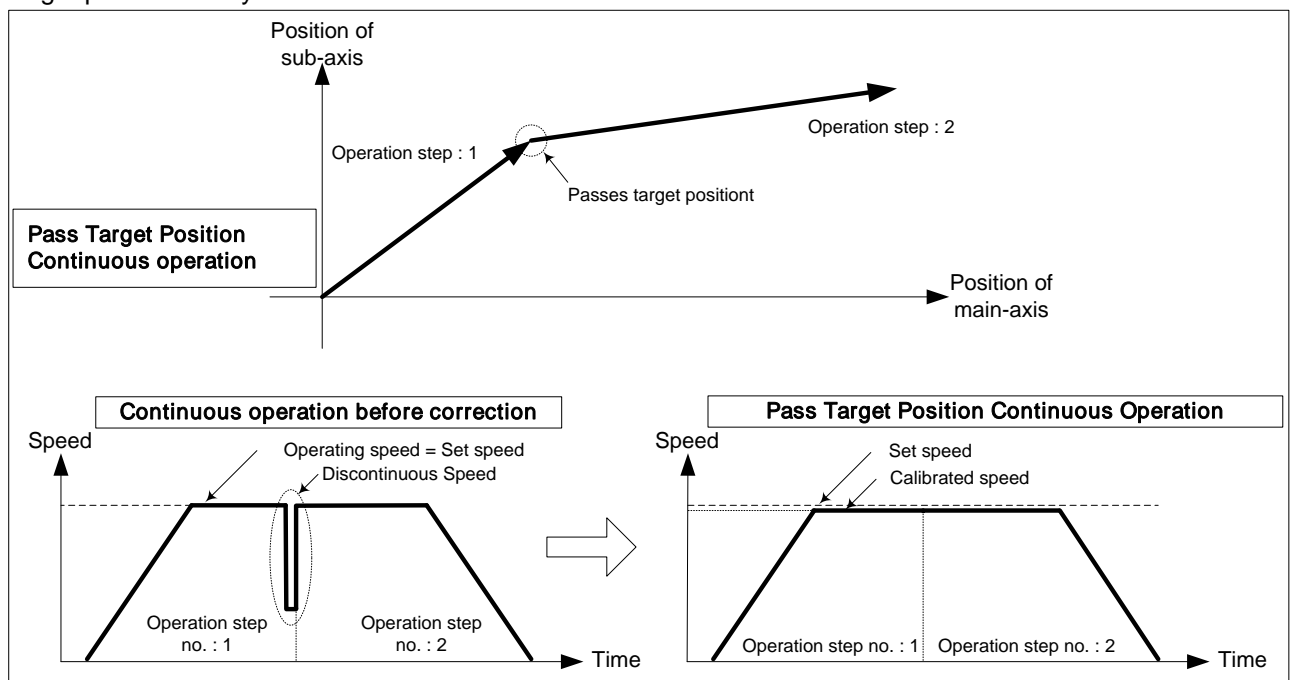 Position of
sub-axis
Operation step : 1
Operation step : 2
Passes target positiont
Pass Target Position
Continuous operation
Position of
main-axis
Continuous operation before correction
Speed
Operating speed = Set speed
Discontinuous Speed
Operation step
no. : 1
Operation step
no. : 2
Time
Pass Target Position Continuous Operation
Speed
Set speed
Calibrated speed
Operation step no. : 1
Operation step no. : 2
Time